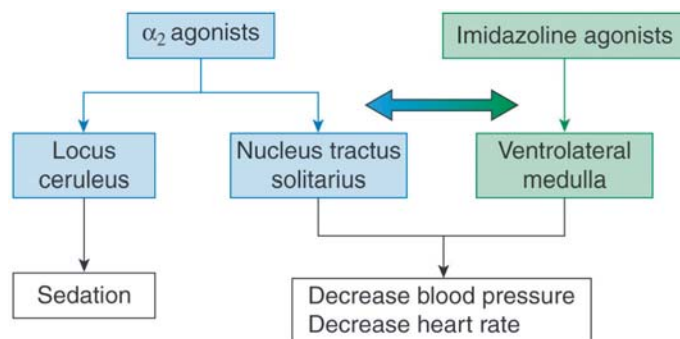 α₂ agonists
Imidazoline agonists
Locus
ceruleus
Nucleus tractus
solitarius
Ventrolateral
medulla
Sedation
Decrease blood pressure
Decrease heart rate